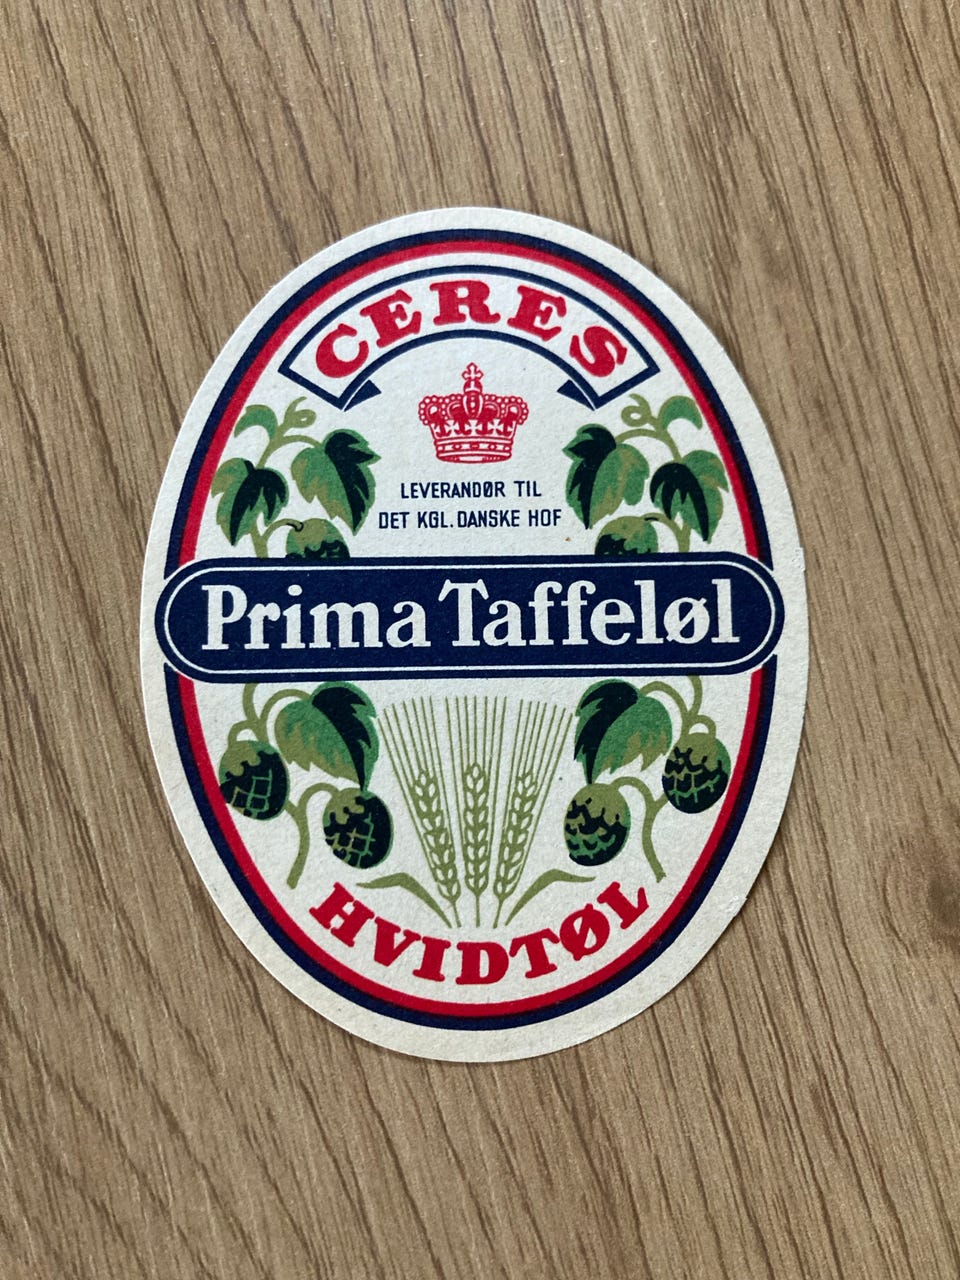 CERES
LEVERANDØR TIL
DET KGL. DANSKE HOF
Prima Taffeløl
HVIDTØL